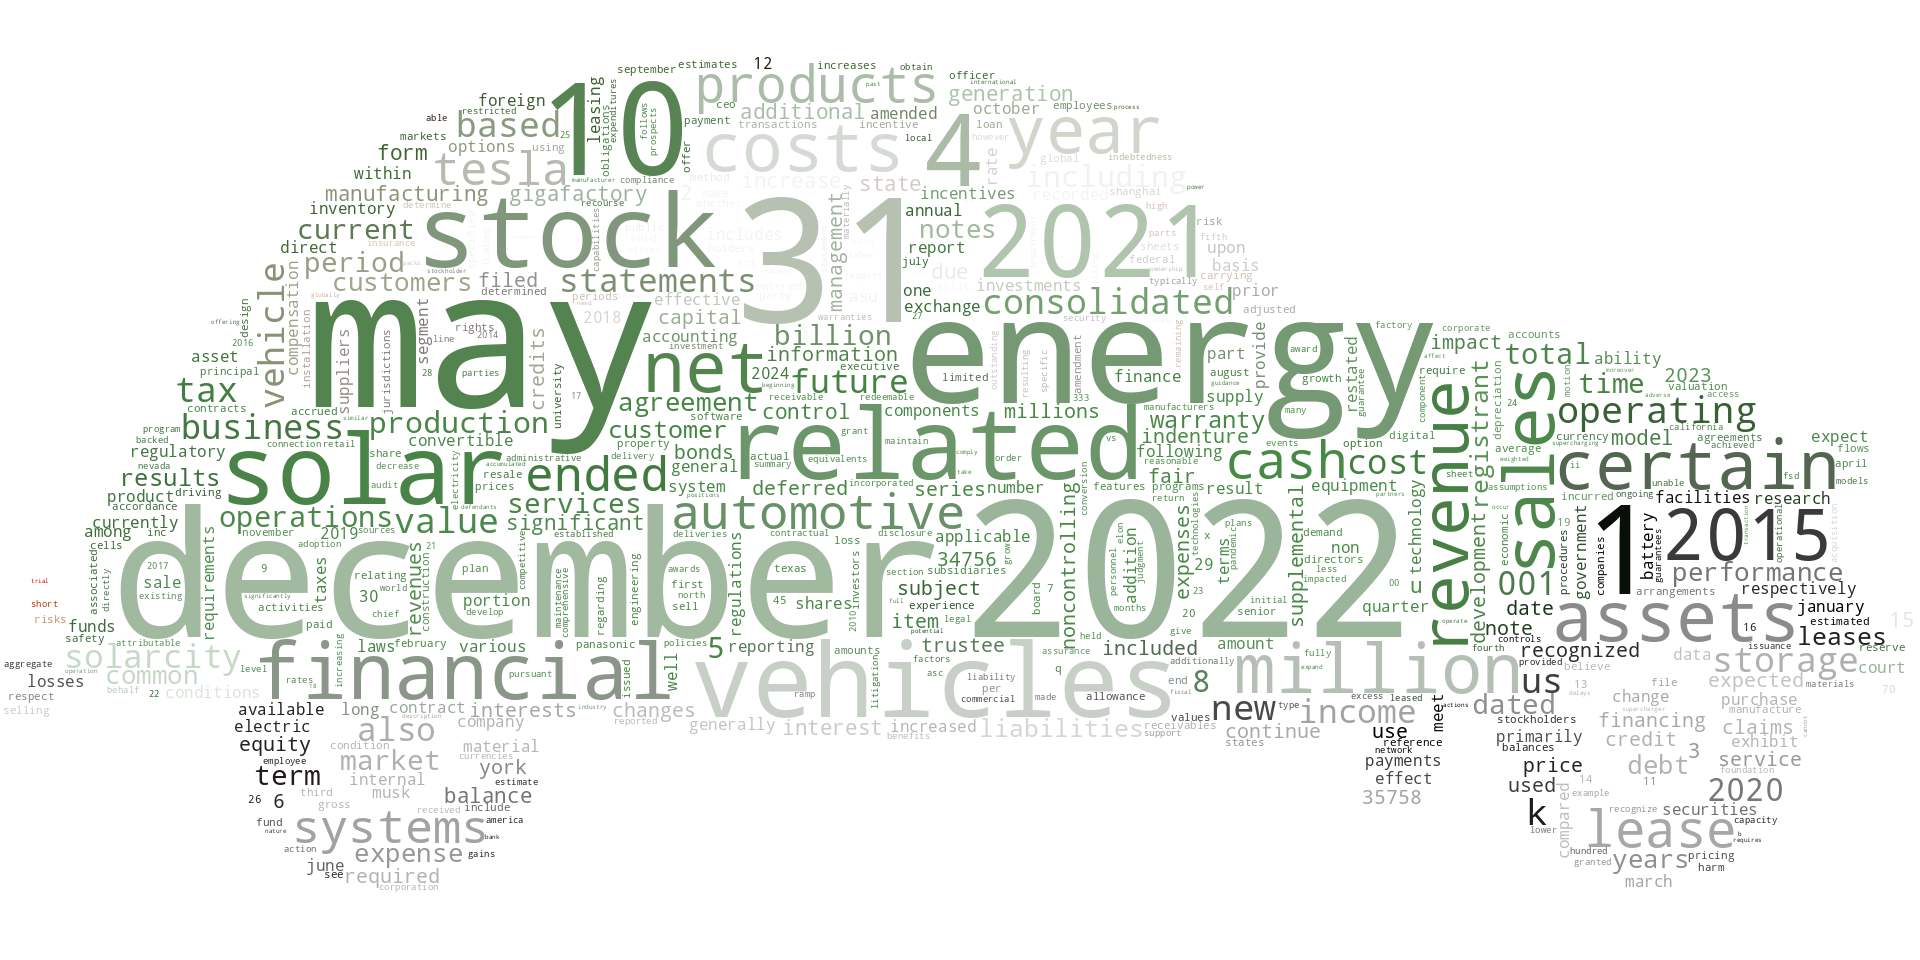 september estimates 12 increases obtain
products officer international
foreign leasing expenditures past generation
able restricted 10 ceo additional amended october employees process
based 25 follows prospects payment transactions incentive costs local 4 loan year
markets options using obligations offer however global indebtedness
form tesla manufacturer compliance method increase state rate including
within manufacturing gigafactory 2 make whether incentives recorded shanghai power
inventory determine stock recourse capabilities 31 management materially annual 2021 high risk
current includes notes parts fifth
direct insurance report sheets upon
period stockholder statements july federal basis
customers filed determined periods need effective due investments ownership typically carrying self
vehicle compensation globally may 2018 capital asu one exchange consolidated prior adjusted
offering design installation segment rights line 2014 credits accounting warranties 27 security factory corporate accounts
2016 suppliers jurisdictions billion energy remaining provide restated impact total ability
asset principal 28 parties investment net information executive outstanding resulting specific amendment part award affect moreover flows
tax university 2024 beginning future limited finance august guidance growth guarantee require time 2023 valuation
contracts accrued similar 17 agreement receivable redeemable components 333 millions supply many component revenue depreciation 24 adverse access
program business production software control manufacturers warranty events operating
backed connection retail convertible customer property grant maintain vs indenture option digital sales currency california
regulatory share solar ended delivery bonds actual related following cash cost registrant average model agreements achieved expect
nevada decrease accumulated general summary equivalents comply order reasonable fair sheet weighted certain
results audit electricity resale prices system deferred incorporated take series number conversion programs result equipment ii fsd april
product driving positions services return partners assumptions unable models
accordance inc defendants facilities research
currently operations value significant automotive 2022 supplemental technology incurred ongoing
among november 2019 sources established deliveries contractual loss disclosure applicable noncontrolling technologies x plans demand economic occur 1 2015 operational acquisition
cells december adoption 21 competitive 34756 grow addition expenses pandemic non procedures 19 government battery guarantees transaction
associated directly 2017 requirements taxes revenues construction plan engineering awards texas section subsidiaries personnel elon judgment 29 terms directors 00 001 companies performance
trial sale 9 relating world comprehensive maintenance first investors subject board 7 less impacted u development arrangements respectively
short existing significantly 30 portion regarding north 45 shares 2010 full experience months 23 initial quarter date assets january
risks activities chief develop sell regulations item legal 20 senior operate note 16 estimated 15
funds paid potential give controls leases
safety attributable laws february various policies 5 reporting trustee held included amount fourth recognized issuance reserve
solarcity financial panasonic well amounts vehicles assurance fully million provided believe data storage court
aggregate operation level increasing pursuant issued factors q additionally expand us
losses common rates 18 litigation asc liability end 8 delays 13 expected materials
respect behalf 22 conditions per made fiscal excess leased actions file 70
selling available long contract interests industry changes ramp commercial allowance values new type income meet dated change purchase
electric description reported generally interest increased liabilities receivables continue stockholders supercharger manufacture
also company benefits support states use primarily financing claims cannot
equity condition material reference balances credit exhibit
employee market currencies network price 3 service
term internal york estimate payments debt foundation
third musk balance effect used 14 11 2020
26 6 gross received include 35758 example
fund systems america k recognize securities capacity
nature bank lower compared lease b requires
action expense gains hundred years pricing
june see required granted harm
corporation march